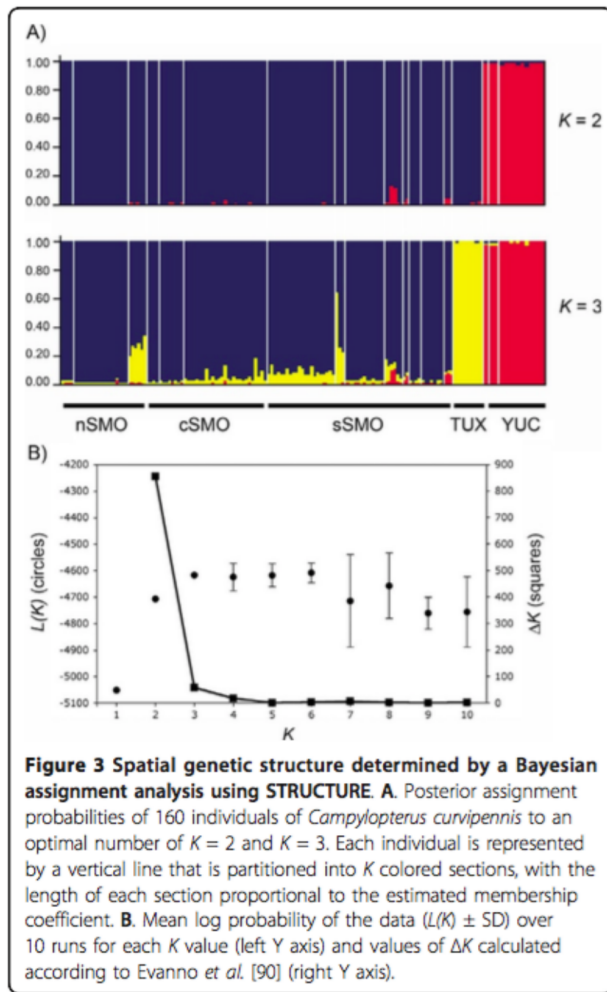 A)
1.00
0.80
0.60
0.40
0.20
0.00
K = 2
1.00
0.80
0.60
0.40
0.20
0.00
K = 3
nSMO cSMO sSMO TUX YUC
B)
-4200
-4300
-4400
-4500
-4600
-4700
-4800
-4900
-5000
-5100
L(K) (circles)
900
800
700
600
500
400
300
200
100
0
ΔK (squares)
1 2 3 4 5 6 7 8 9 10
K
Figure 3 Spatial genetic structure determined by a Bayesian
assignment analysis using STRUCTURE. A. Posterior assignment
probabilities of 160 individuals of Campylopterus curvipennis to an
optimal number of K = 2 and K = 3. Each individual is represented
by a vertical line that is partitioned into K colored sections, with the
length of each section proportional to the estimated membership
coefficient. B. Mean log probability of the data (L(K) ± SD) over
10 runs for each K value (left Y axis) and values of ΔK calculated
according to Evanno et al. [90] (right Y axis).